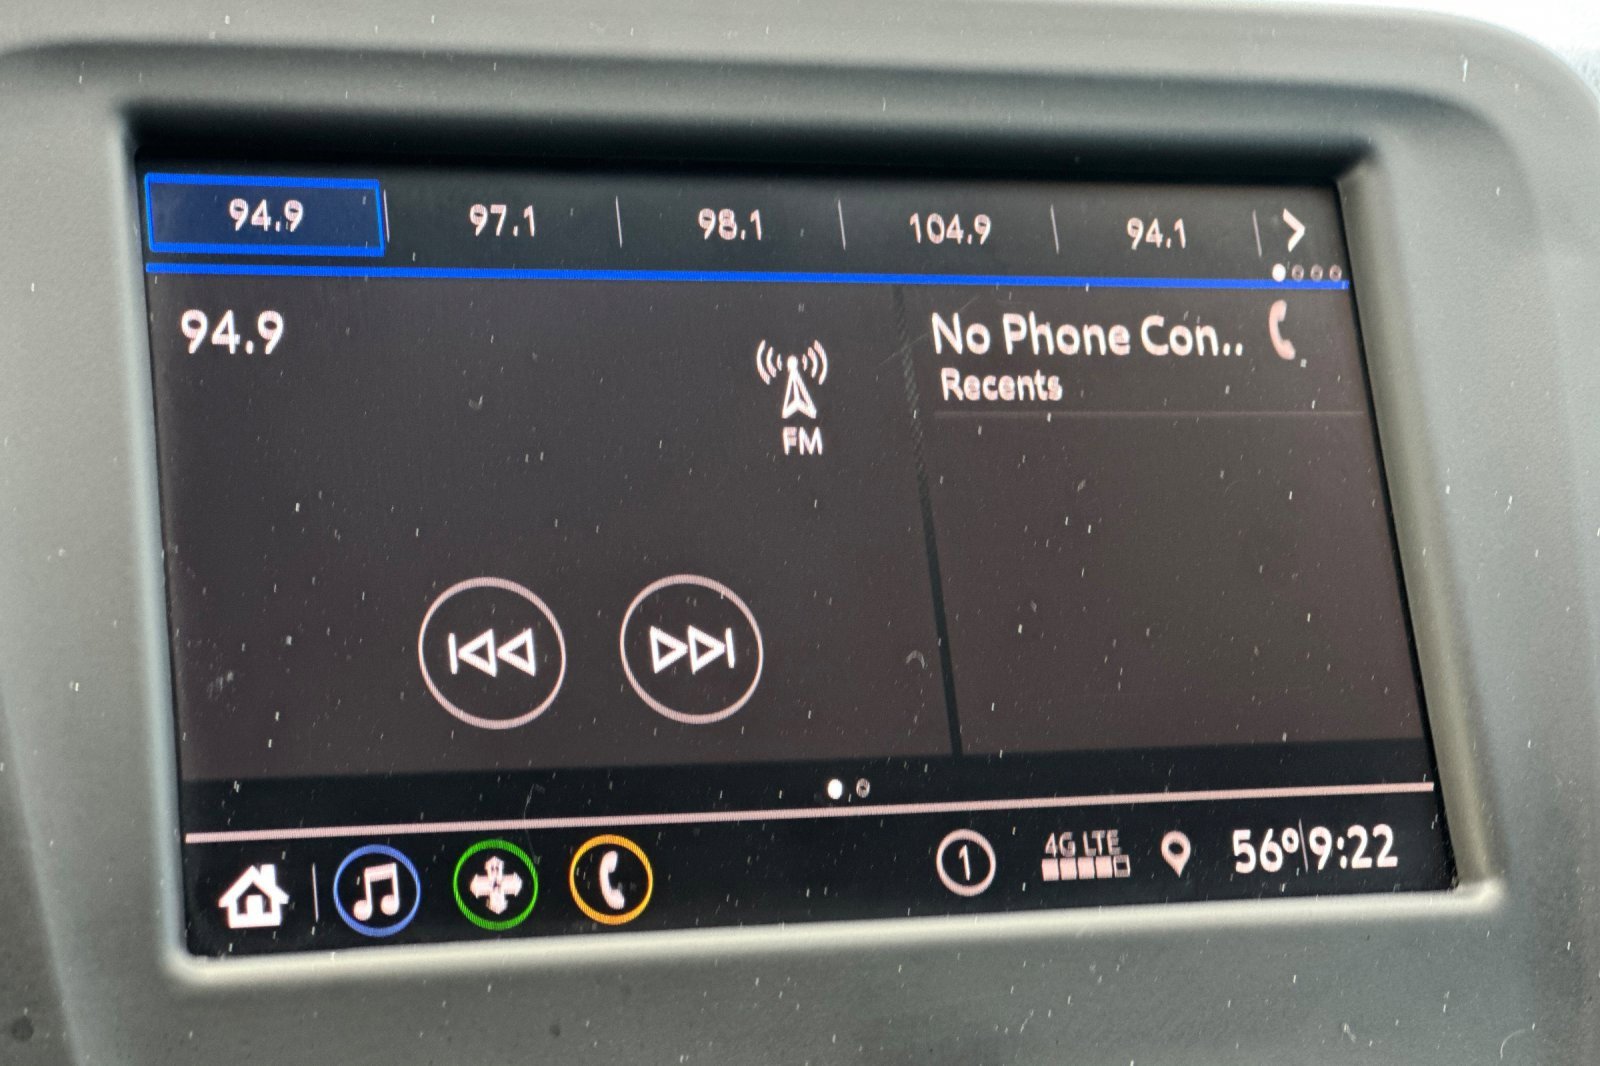 94.9 97.1 98.1 104.9 94.1
94.9
FM
No Phone Con..
Recents
1
4G LTE
56° 9:22